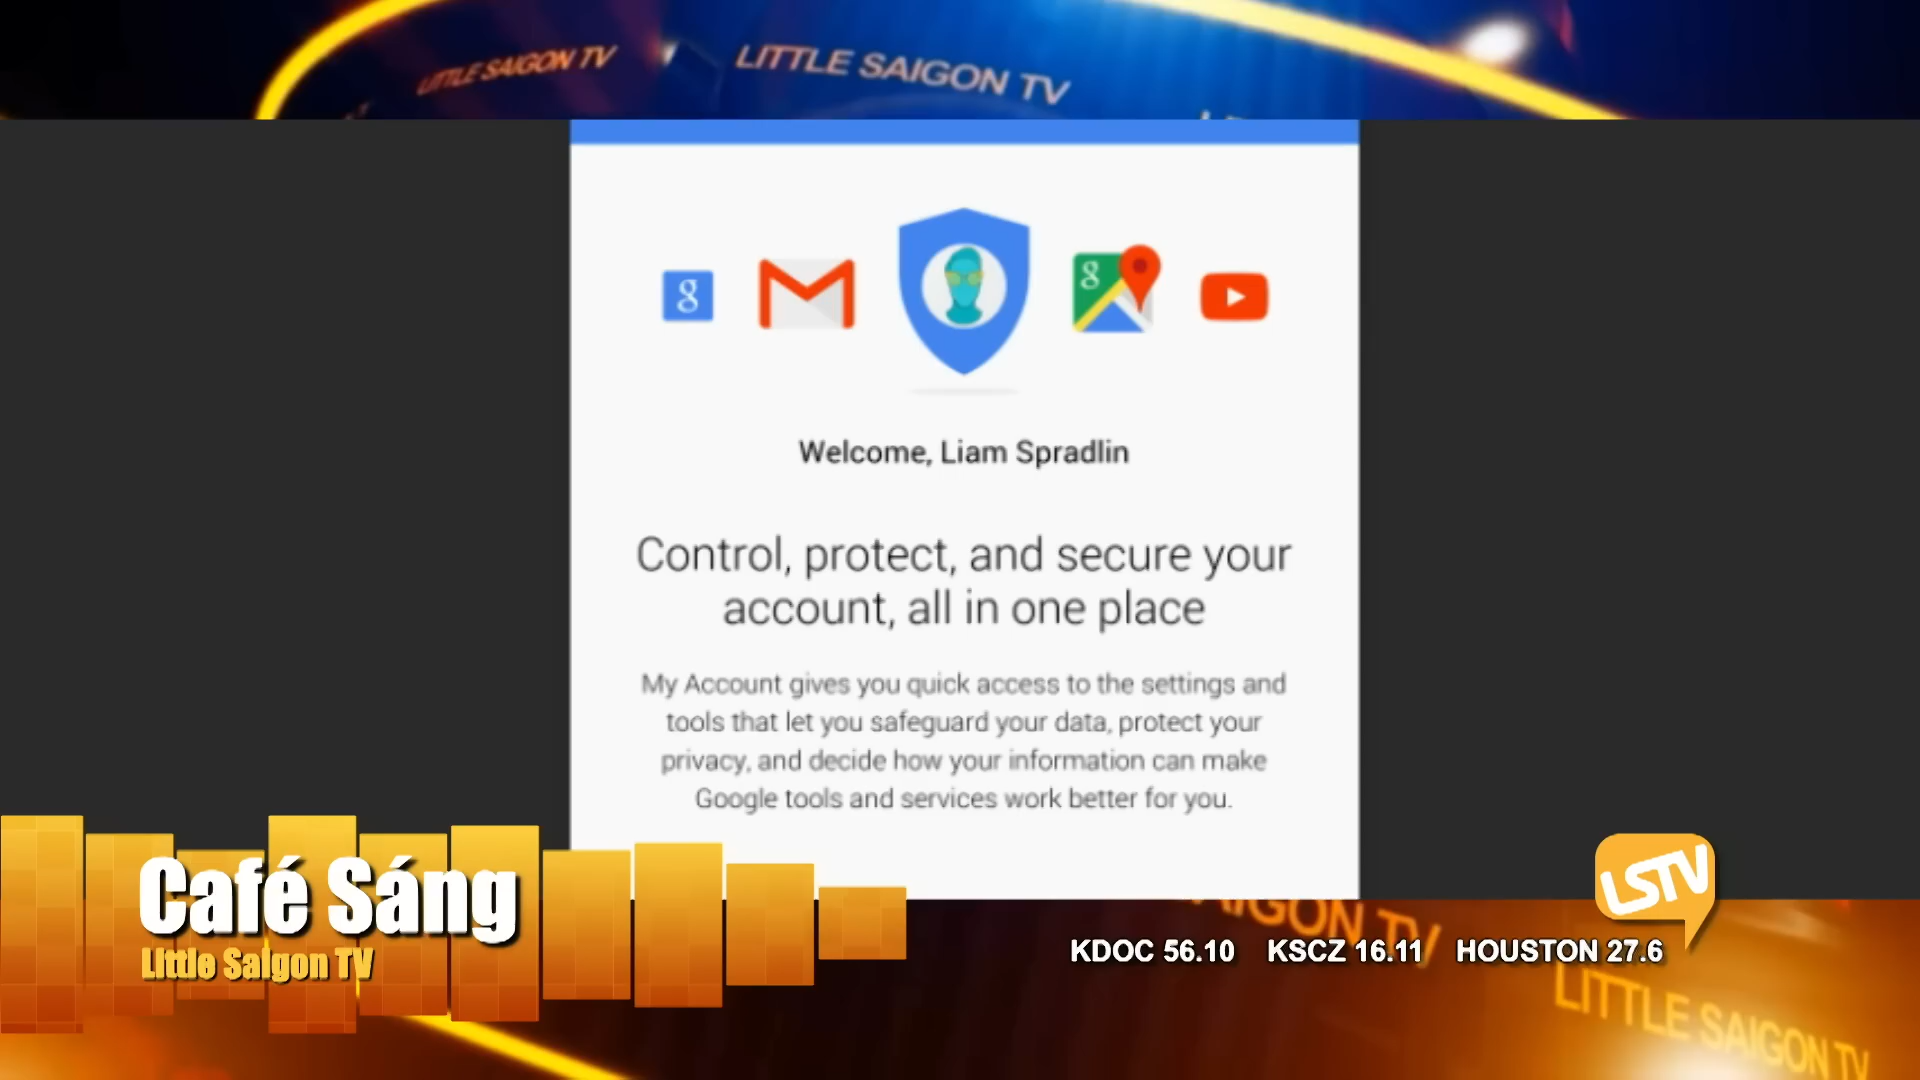 LITTLE SAIGON TV
LITTLE SAIGON TV
g
g
Welcome, Liam Spradlin
Control, protect, and secure your
account, all in one place
My Account gives you quick access to the settings and
tools that let you safeguard your data, protect your
privacy, and decide how your information can make
Google tools and services work better for you.
Café Sáng
Little Saigon TV
LSTV
KDOC 56.10 KSCZ 16.11 HOUSTON 27.6
TV
LITTLE SAIGON TV